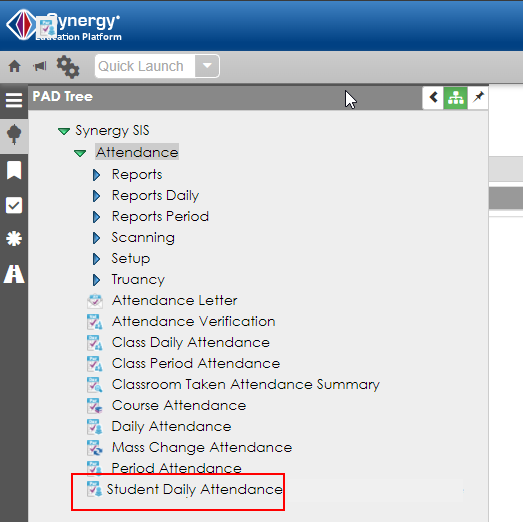 Synergy
Education Platform
Quick Launch
PAD Tree
Synergy SIS
Attendance
Reports
Reports Daily
Reports Period
Scanning
Setup
Truancy
Attendance Letter
Attendance Verification
Class Daily Attendance
Class Period Attendance
Classroom Taken Attendance Summary
Course Attendance
Daily Attendance
Mass Change Attendance
Period Attendance
Student Daily Attendance